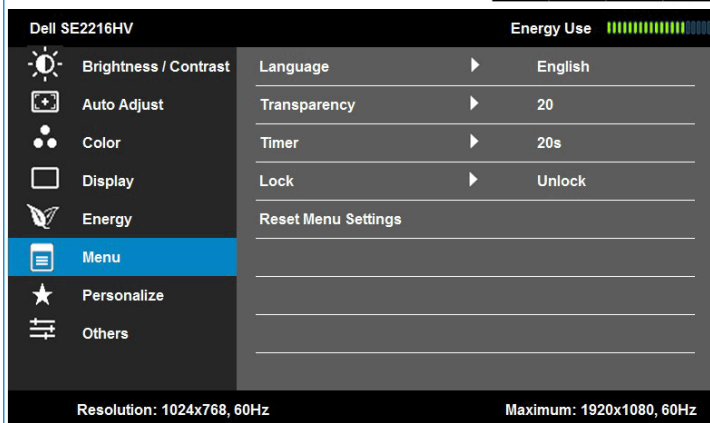 Dell SE2216HV Energy Use
Brightness / Contrast Language English
Auto Adjust Transparency 20
Color Timer 20s
Display Lock Unlock
Energy Reset Menu Settings
Menu
Personalize
Others
Resolution: 1024x768, 60Hz Maximum: 1920x1080, 60Hz